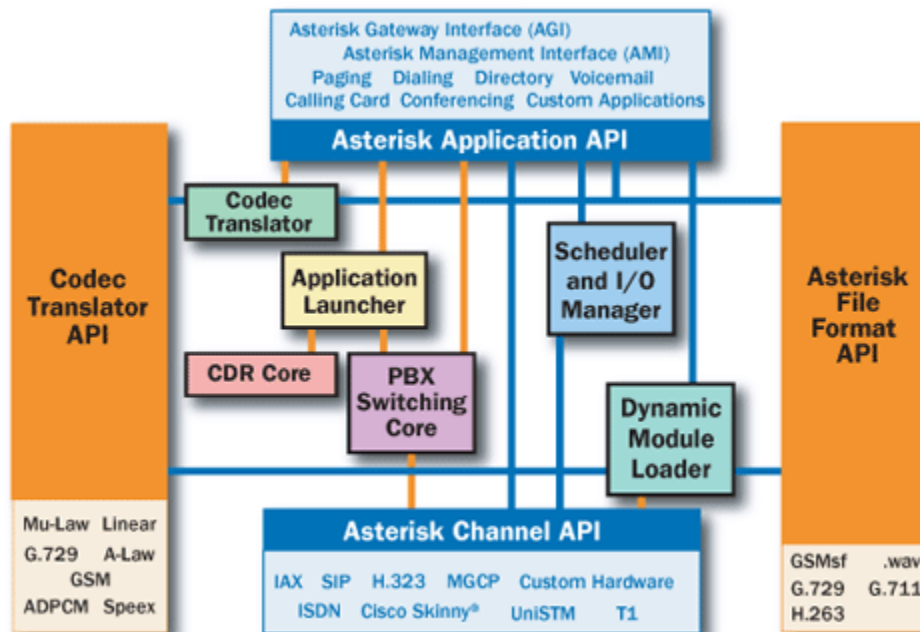 Asterisk Gateway Interface (AGI)
Asterisk Management Interface (AMI)
Paging Dialing Directory Voicemail
Calling Card Conferencing Custom Applications
Asterisk Application API
Codec
Translator
Codec
Translator
API
Application
Launcher
Scheduler
and I/O
Manager
Asterisk
File
Format
API
CDR Core
PBX
Switching
Core
Dynamic
Module
Loader
Mu-Law Linear
G.729 A-Law
GSM
ADPCM Speex
Asterisk Channel API
IAX SIP H.323 MGCP Custom Hardware
ISDN Cisco Skinny® UniSTM T1
GSMsf .wav
G.729 G.711
H.263